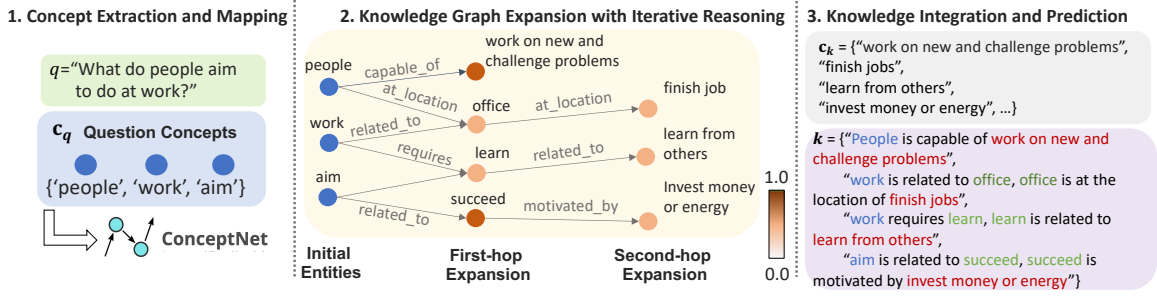 1. Concept Extraction and Mapping
q="What do people aim
to do at work?"
c_q Question Concepts
{'people', 'work', 'aim'}
ConceptNet
2. Knowledge Graph Expansion with Iterative Reasoning
people
capable_of
work on new and
challenge problems
at_location
office
at_location
finish job
work
related_to
requires
learn
related_to
learn from
others
aim
related_to
succeed
motivated_by
Invest money
or energy
1.0
0.0
Initial
Entities
First-hop
Expansion
Second-hop
Expansion
3. Knowledge Integration and Prediction
c_k = {"work on new and challenge problems",
"finish jobs",
"learn from others",
"invest money or energy", ...}
k = {"People is capable of work on new and
challenge problems",
"work is related to office, office is at the
location of finish jobs",
"work requires learn, learn is related to
learn from others",
"aim is related to succeed, succeed is
motivated by invest money or energy"}